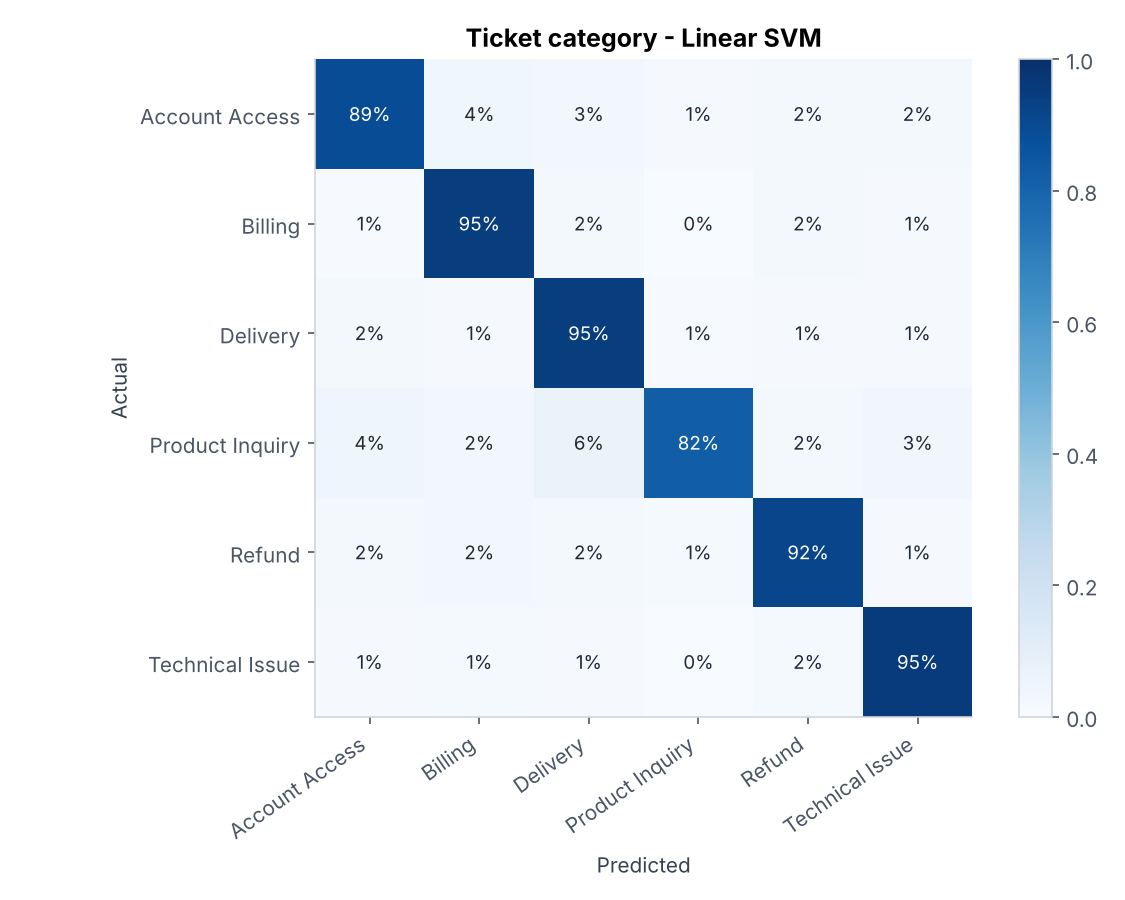 Ticket category - Linear SVM
Account Access 89% 4% 3% 1% 2% 2%
Billing 1% 95% 2% 0% 2% 1%
Delivery 2% 1% 95% 1% 1% 1%
Product Inquiry 4% 2% 6% 82% 2% 3%
Refund 2% 2% 2% 1% 92% 1%
Technical Issue 1% 1% 1% 0% 2% 95%
Actual
Account Access Billing Delivery Product Inquiry Refund Technical Issue
Predicted
1.0
0.8
0.6
0.4
0.2
0.0